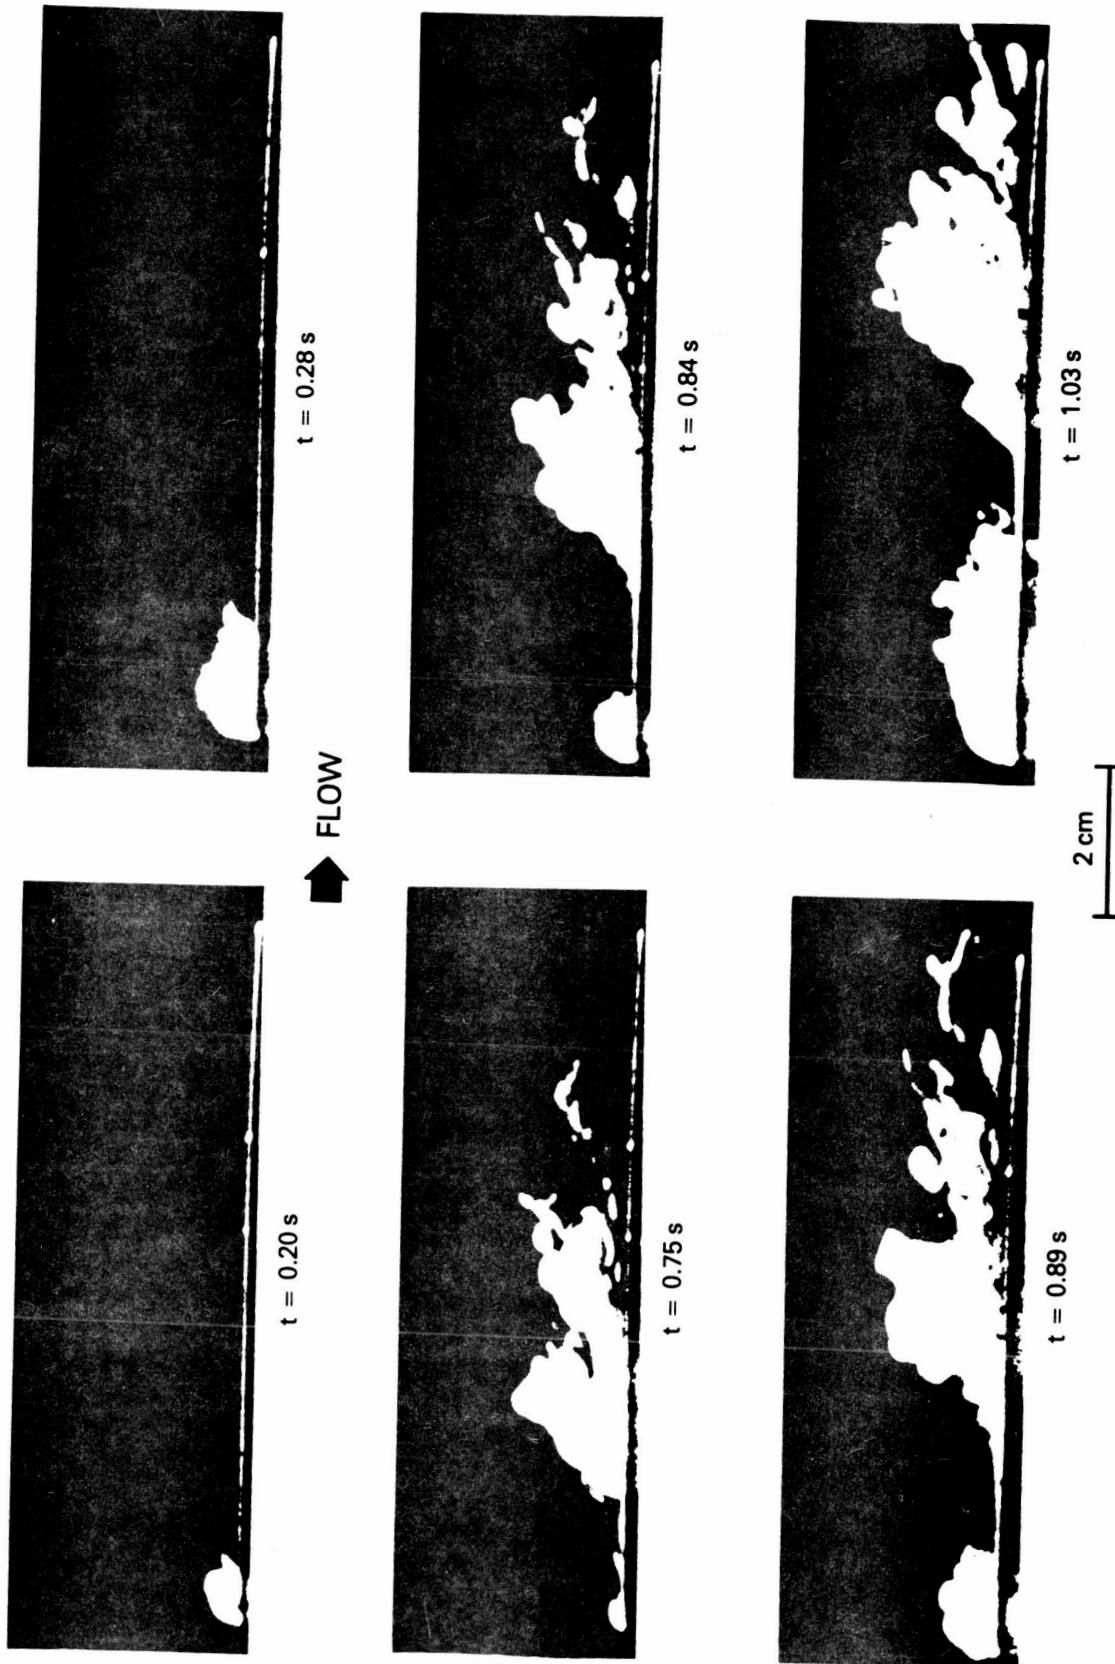 t = 0.20 s
t = 0.28 s
FLOW
t = 0.75 s
t = 0.84 s
t = 0.89 s
t = 1.03 s
2 cm